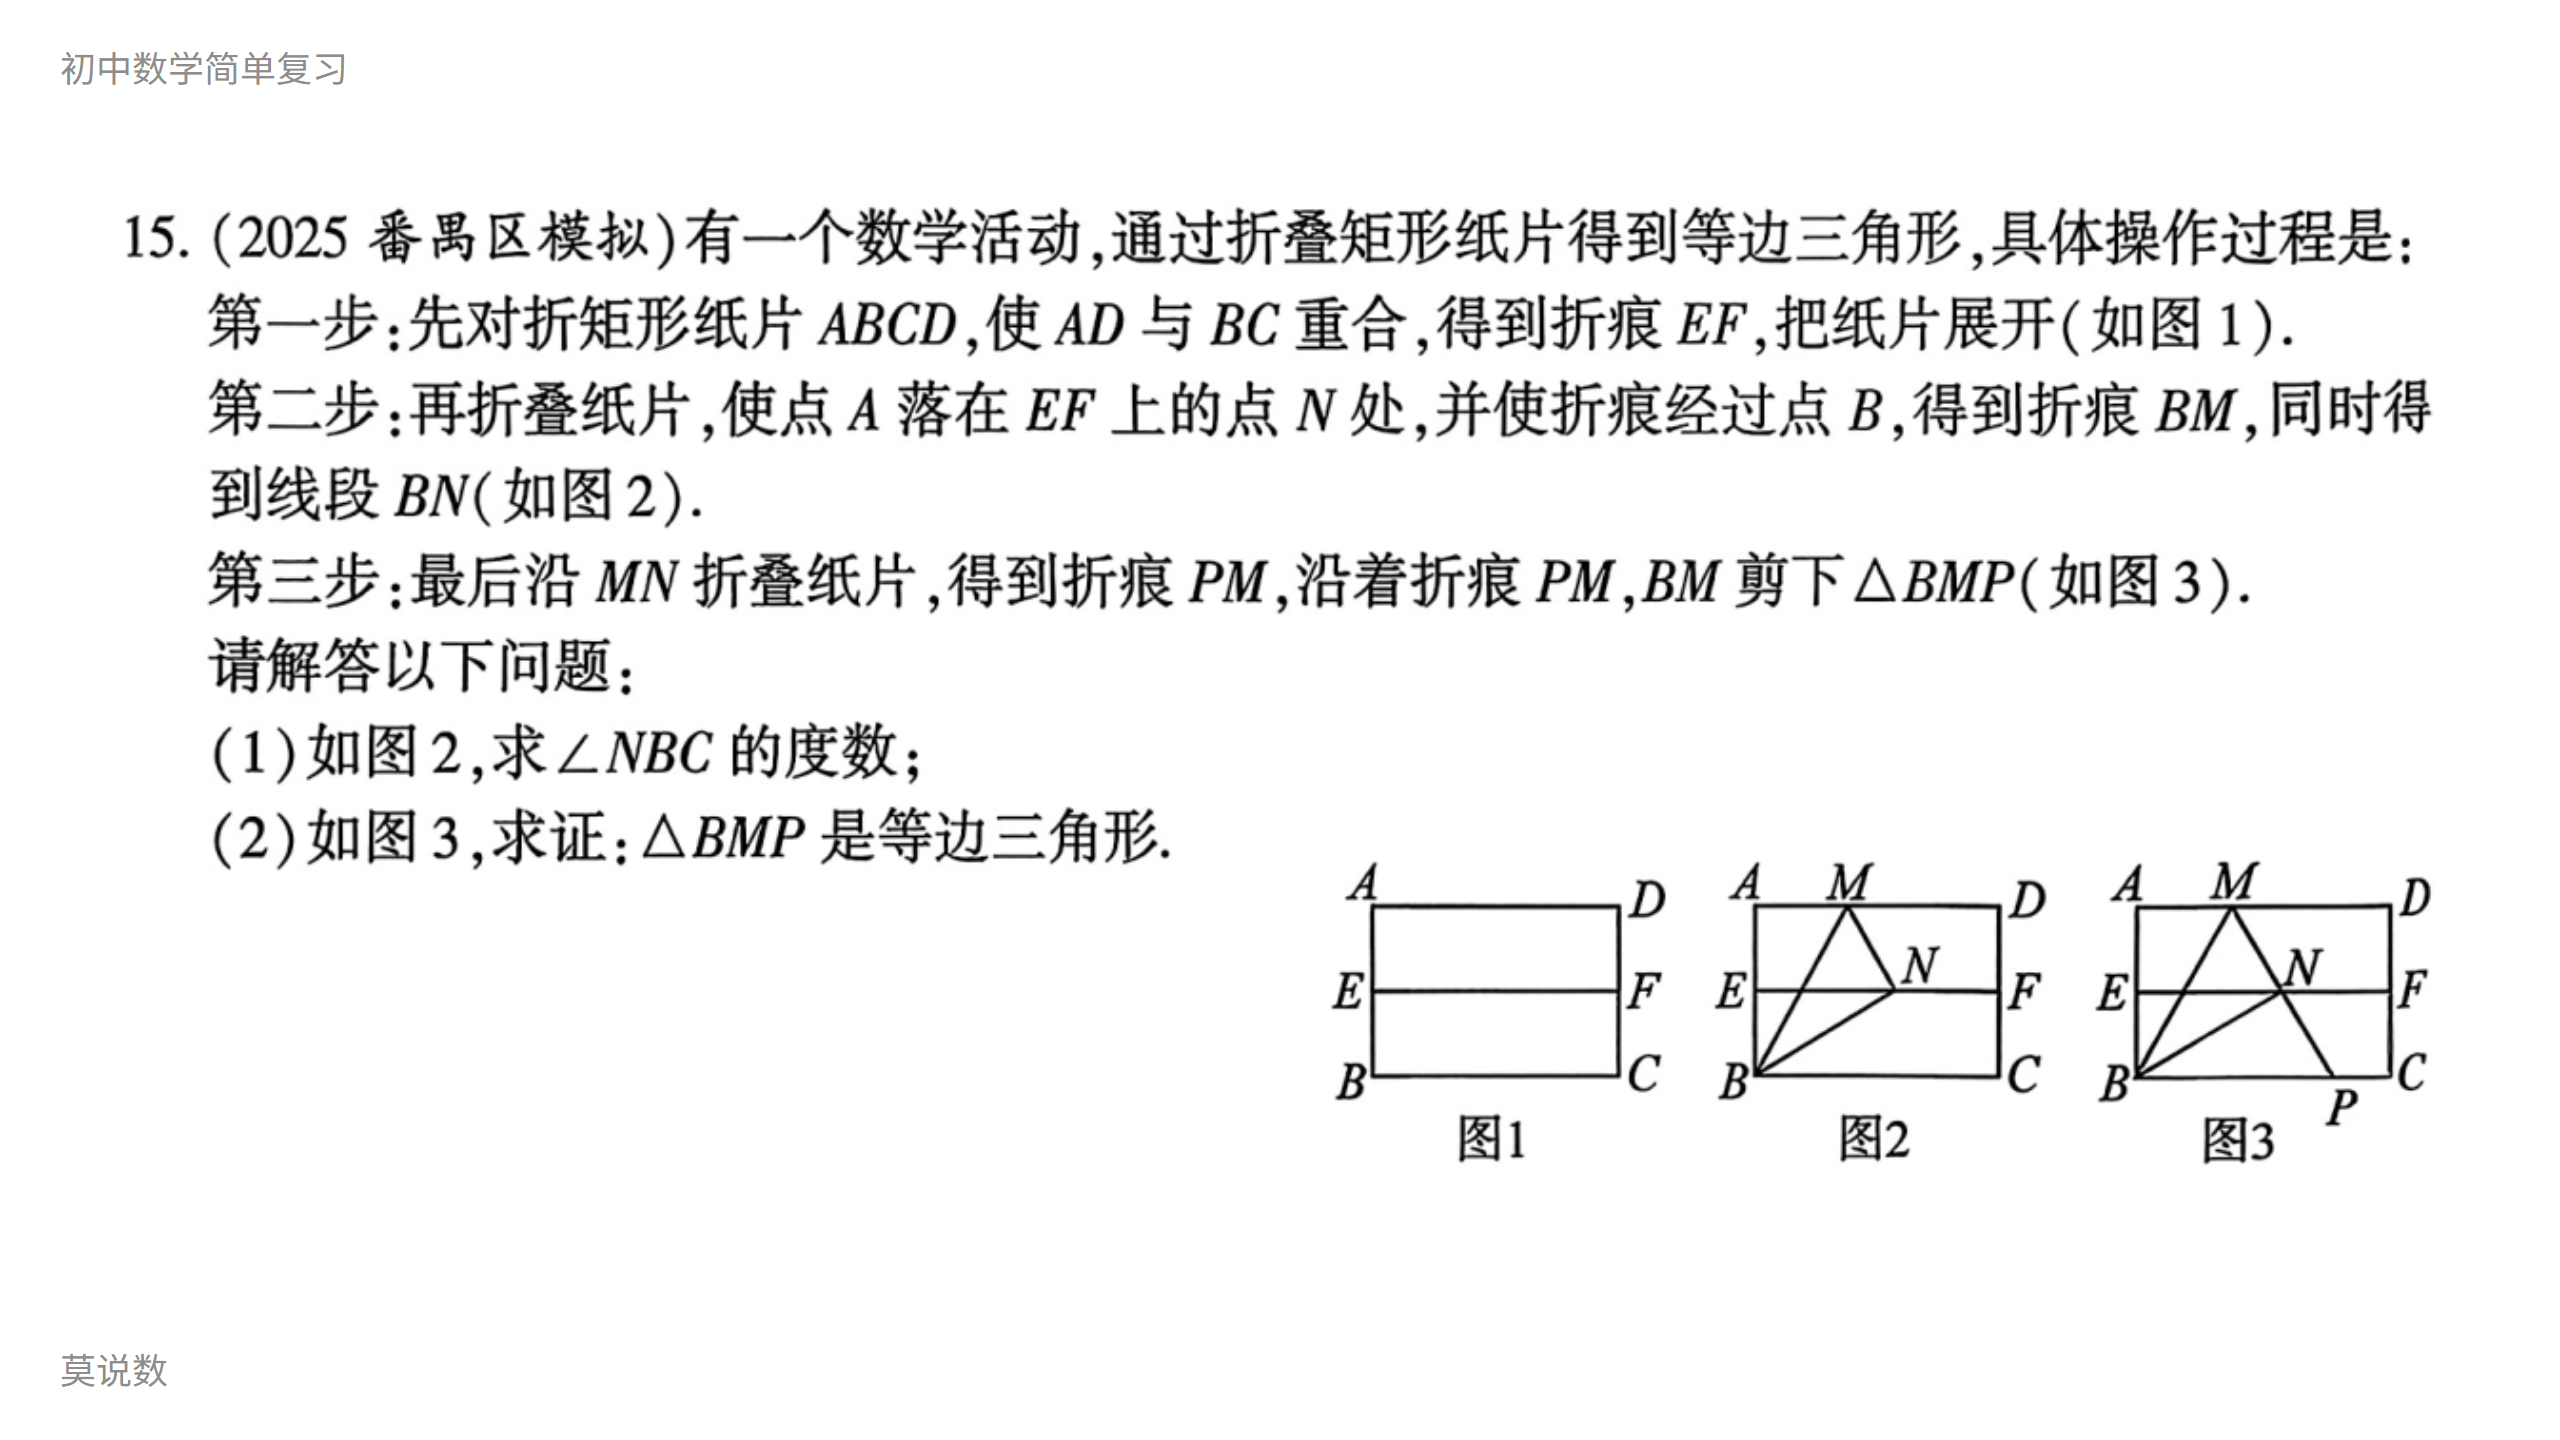 初中数学简单复习
15. (2025 番禺区模拟)有一个数学活动,通过折叠矩形纸片得到等边三角形,具体操作过程是:
第一步:先对折矩形纸片 ABCD,使 AD 与 BC 重合,得到折痕 EF,把纸片展开(如图 1).
第二步:再折叠纸片,使点 A 落在 EF 上的点 N 处,并使折痕经过点 B,得到折痕 BM,同时得
到线段 BN(如图 2).
第三步:最后沿 MN 折叠纸片,得到折痕 PM,沿着折痕 PM,BM 剪下△BMP(如图 3).
请解答以下问题:
(1)如图 2,求∠NBC 的度数;
(2)如图 3,求证:△BMP 是等边三角形.
A D
E F
B C
图1
A M D
N
E F
B C
图2
A M D
N
E F
B C
P
图3
莫说数